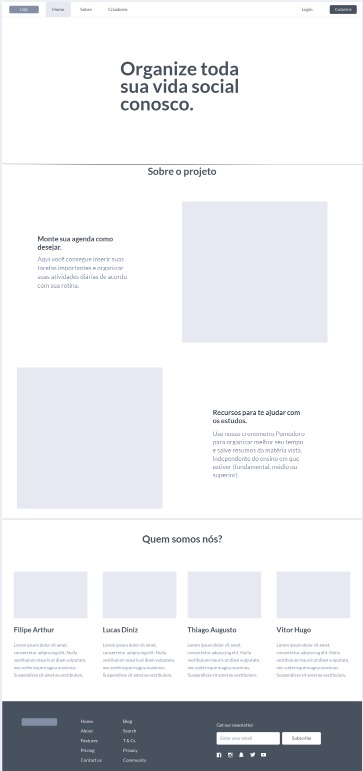 Logo
Home
Sobre
Criadores
Login
Cadastrar
Organize toda
sua vida social
conosco.
Sobre o projeto
Monte sua agenda como
desejar.
Aqui você consegue inserir suas
tarefas importantes e organizar
suas atividades diárias de acordo
com sua rotina.
Recursos para te ajudar com
os estudos.
Use nosso cronômetro Pomodoro
para organizar melhor seu tempo
e salve resumos da matéria vista,
independente do ensino em que
estiver (fundamental, médio ou
superior).
Quem somos nós?
Filipe Arthur
Lorem ipsum dolor sit amet,
consectetur adipiscing elit. Nulla
vestibulum mauris at diam vulputate,
nec scelerisque magna maximus.
Suspendisse sit amet ex vestibulum,
Lucas Diniz
Lorem ipsum dolor sit amet,
consectetur adipiscing elit. Nulla
vestibulum mauris at diam vulputate,
nec scelerisque magna maximus.
Suspendisse sit amet ex vestibulum,
Thiago Augusto
Lorem ipsum dolor sit amet,
consectetur adipiscing elit. Nulla
vestibulum mauris at diam vulputate,
nec scelerisque magna maximus.
Suspendisse sit amet ex vestibulum,
Vitor Hugo
Lorem ipsum dolor sit amet,
consectetur adipiscing elit. Nulla
vestibulum mauris at diam vulputate,
nec scelerisque magna maximus.
Suspendisse sit amet ex vestibulum,
Home
About
Features
Pricing
Contact us
Blog
Search
T & Cs
Privacy
Community
Get our newsletter
Enter your email
Subscribe